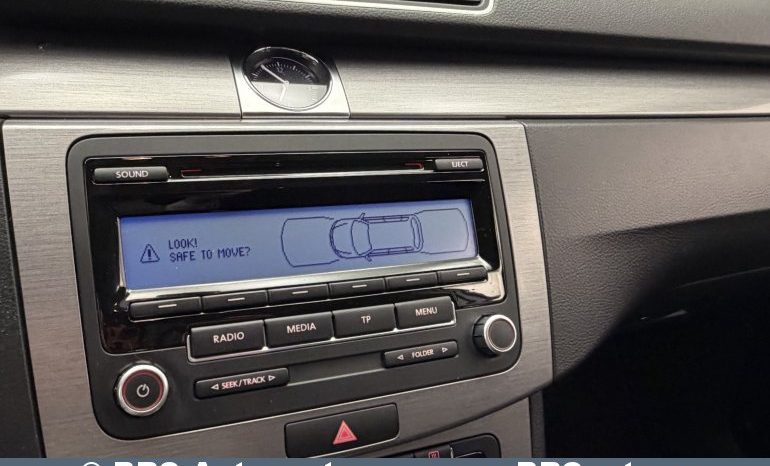 SOUND
EJECT
LOOK!
SAFE TO MOVE?
RADIO
MEDIA
TP
MENU
SEEK/TRACK
FOLDER